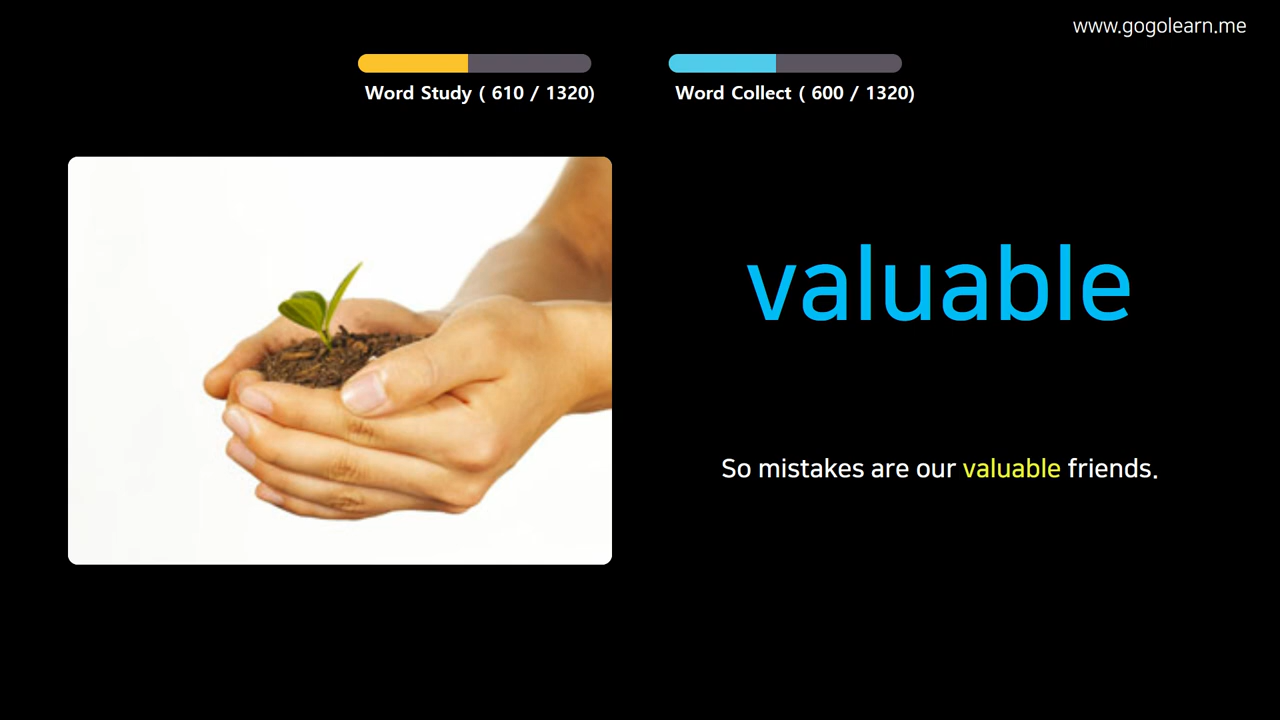 www.gogolearn.me
Word Study ( 610 / 1320)
Word Collect ( 600 / 1320)
valuable
So mistakes are our valuable friends.